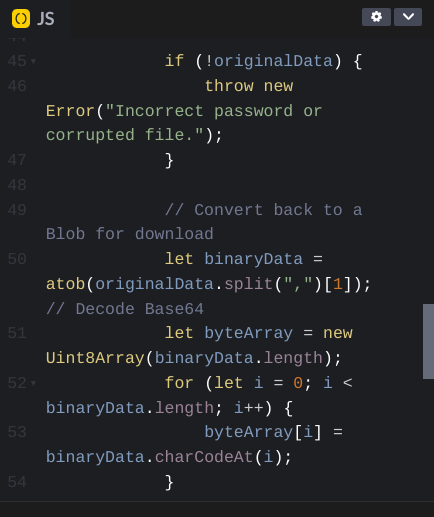 () JS
44
45 if (!originalData) {
46 throw new
Error("Incorrect password or
corrupted file.");
47 }
48
49 // Convert back to a
Blob for download
50 let binaryData =
atob(originalData.split(",")[1]);
// Decode Base64
51 let byteArray = new
Uint8Array(binaryData.length);
52 for (let i = 0; i <
binaryData.length; i++) {
53 byteArray[i] =
binaryData.charCodeAt(i);
54 }